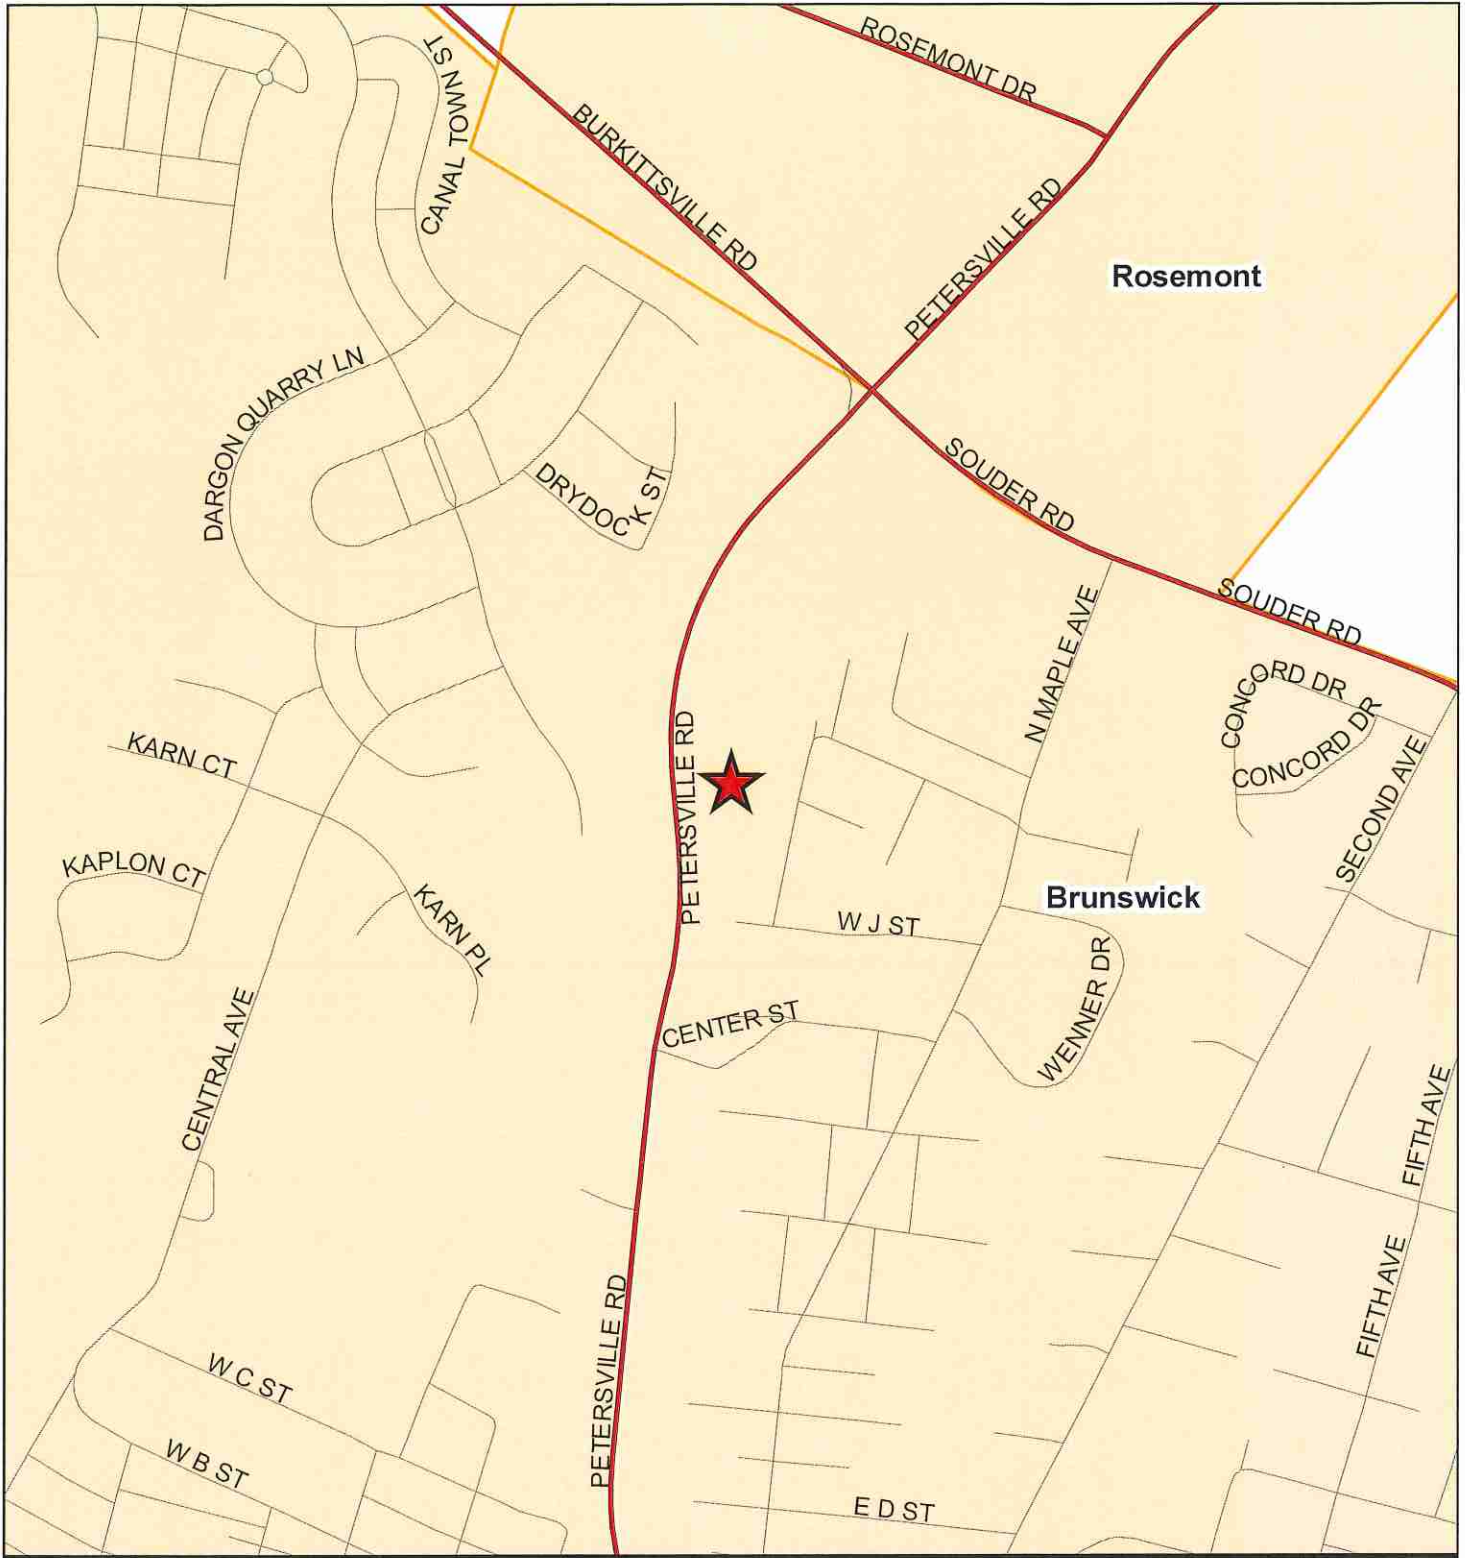 CANAL TOWN ST
ROSEMONT DR
BURKITTSVILLE RD
PETERSVILLE RD
Rosemont
DARGON QUARRY LN
DRYDOCK ST
SOUDER RD
SOUDER RD
N MAPLE AVE
CONCORD DR
CONCORD DR
KARN CT
PETERSVILLE RD
SECOND AVE
KAPLON CT
KARN PL
Brunswick
W J ST
WENNER DR
CENTRAL AVE
CENTER ST
FIFTH AVE
FIFTH AVE
PETERSVILLE RD
W C ST
W B ST
E D ST